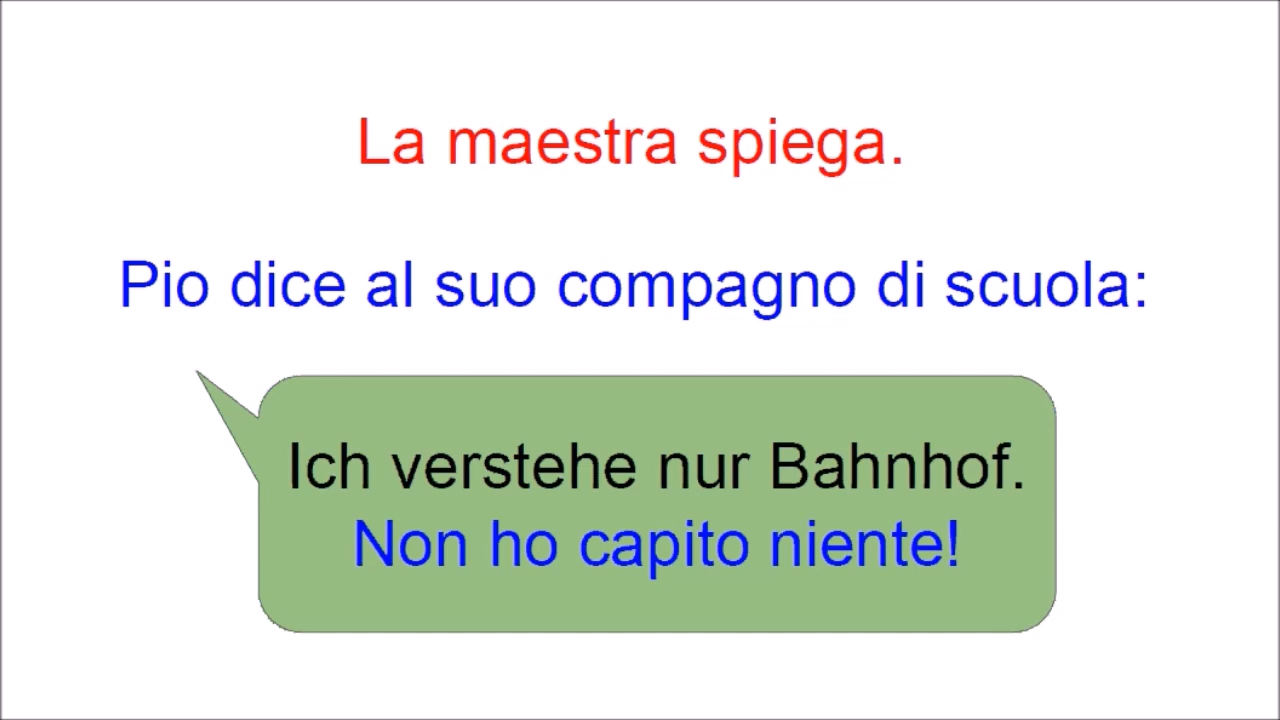 La maestra spiega.
Pio dice al suo compagno di scuola:
Ich verstehe nur Bahnhof.
Non ho capito niente!